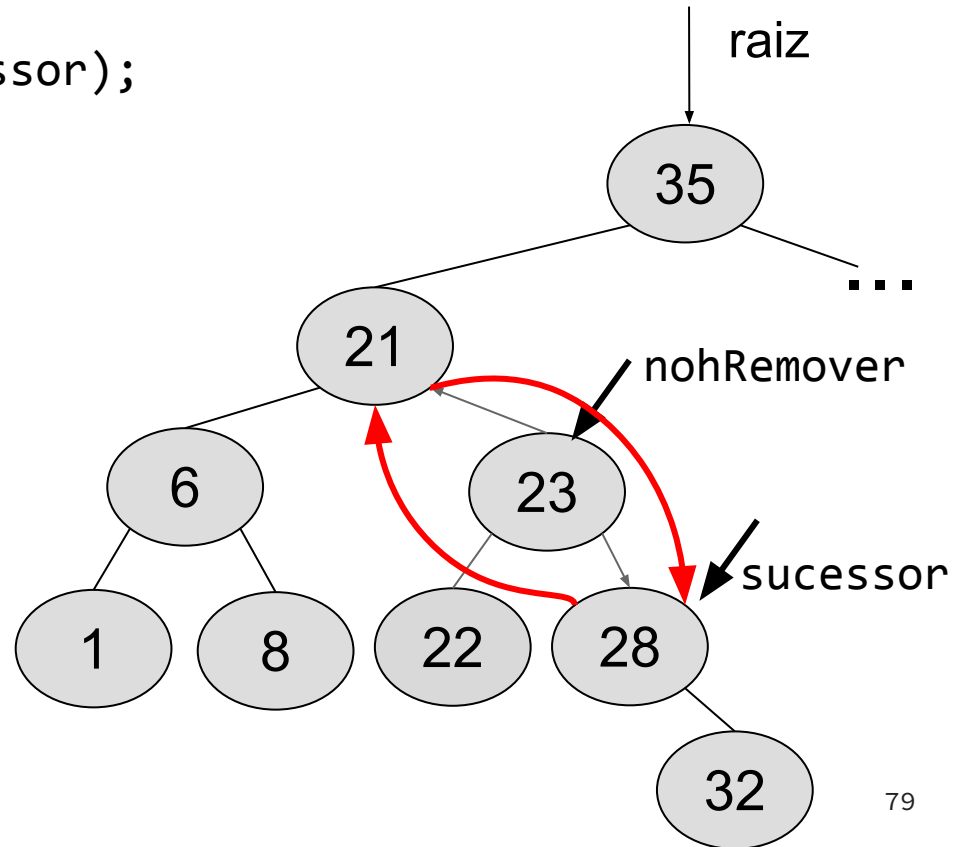 ssor);
raiz
35
...
21
nohRemover
6
23
sucessor
1
8
22
28
32
79